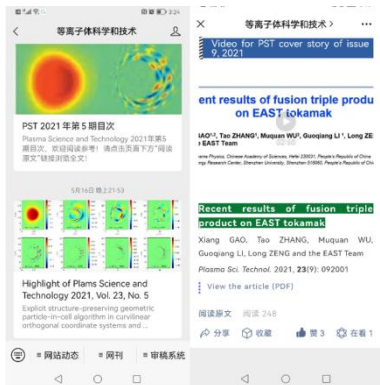 3:24
等离子体科学和技术
PST 2021 年第 5 期目次
Plasma Science and Technology 2021年第5
期目次，欢迎阅读参考！请点击页面下方“阅读
原文”链接浏览全文！
5月16日 晚上21:53
Highlight of Plams Science and
Technology 2021, Vol. 23, No. 5
Explicit structure-preserving geometric
particle-in-cell algorithm in curvilinear
orthogonal coordinate systems and ...
网站动态
网刊
审稿系统
等离子体科学和技术
Video for PST cover story of issue
9, 2021
ent results of fusion triple produ
on EAST tokamak
IAO¹,², Tao ZHANG¹, Muquan WU³, Guoqiang LI ¹, Long ZE
EAST Team
Recent results of fusion triple
product on EAST tokamak
Xiang GAO, Tao ZHANG, Muquan WU,
Guoqiang LI, Long ZENG and the EAST Team
Plasma Sci. Technol. 2021, 23(9): 092001
View the article (PDF)
阅读原文 阅读 248
分享 收藏 赞 3 在看 1